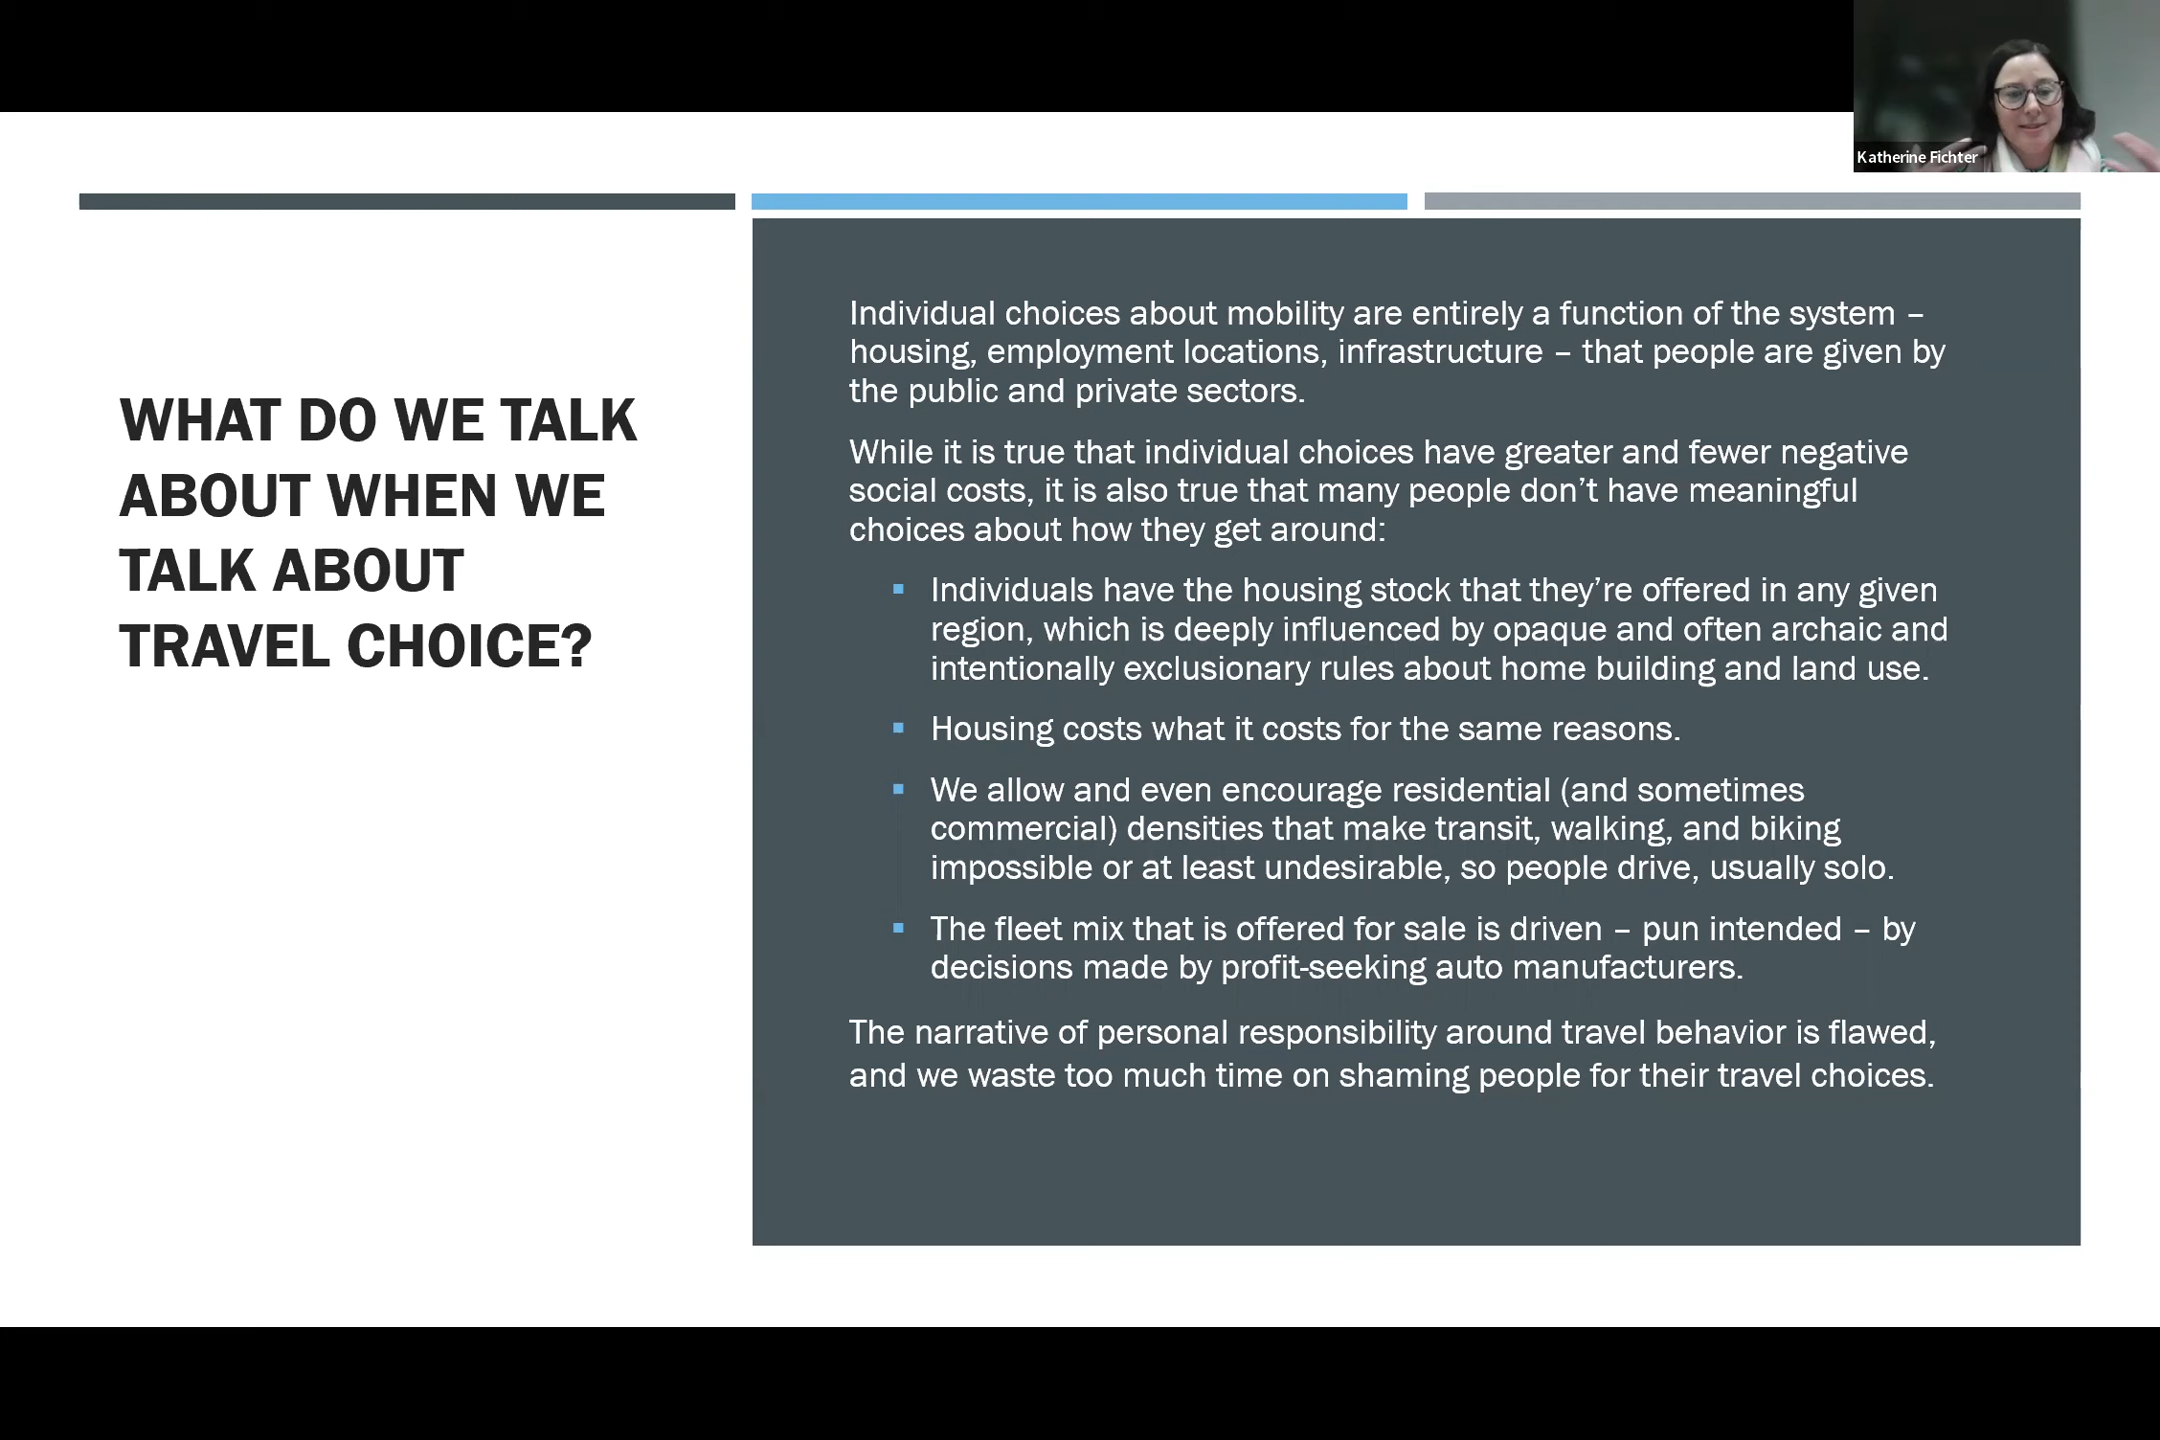 Katherine Fichter
WHAT DO WE TALK
ABOUT WHEN WE
TALK ABOUT
TRAVEL CHOICE?
Individual choices about mobility are entirely a function of the system –
housing, employment locations, infrastructure – that people are given by
the public and private sectors.
While it is true that individual choices have greater and fewer negative
social costs, it is also true that many people don’t have meaningful
choices about how they get around:
▪ Individuals have the housing stock that they’re offered in any given
region, which is deeply influenced by opaque and often archaic and
intentionally exclusionary rules about home building and land use.
▪ Housing costs what it costs for the same reasons.
▪ We allow and even encourage residential (and sometimes
commercial) densities that make transit, walking, and biking
impossible or at least undesirable, so people drive, usually solo.
▪ The fleet mix that is offered for sale is driven – pun intended – by
decisions made by profit-seeking auto manufacturers.
The narrative of personal responsibility around travel behavior is flawed,
and we waste too much time on shaming people for their travel choices.